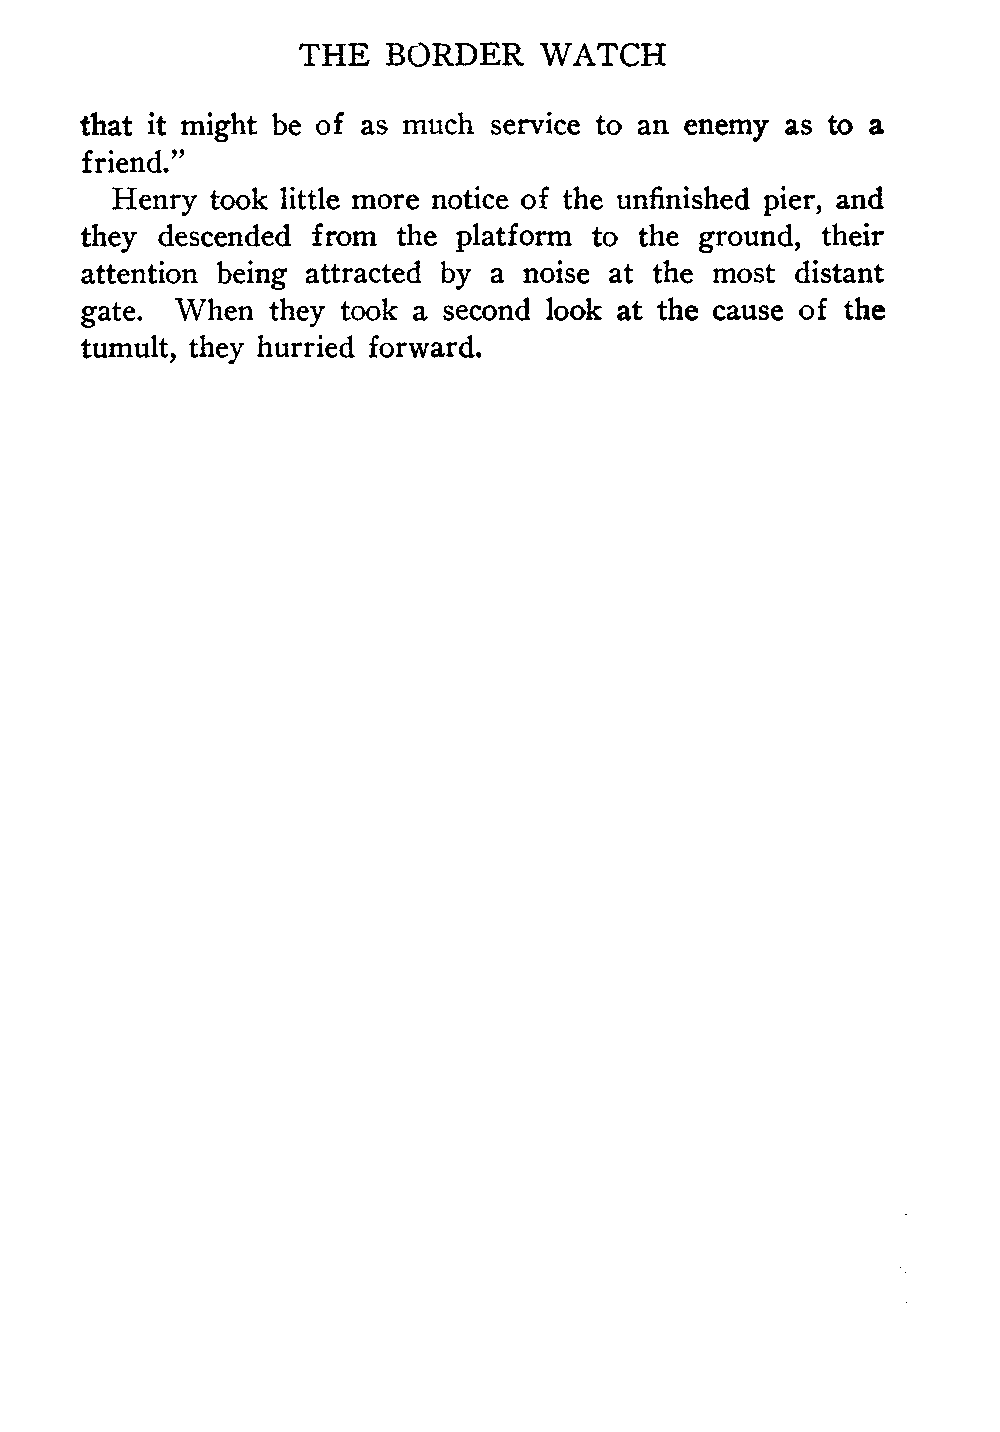 THE BORDER WATCH
that it might be of as much service to an enemy as to a
friend.”
Henry took little more notice of the unfinished pier, and
they descended from the platform to the ground, their
attention being attracted by a noise at the most distant
gate. When they took a second look at the cause of the
tumult, they hurried forward.